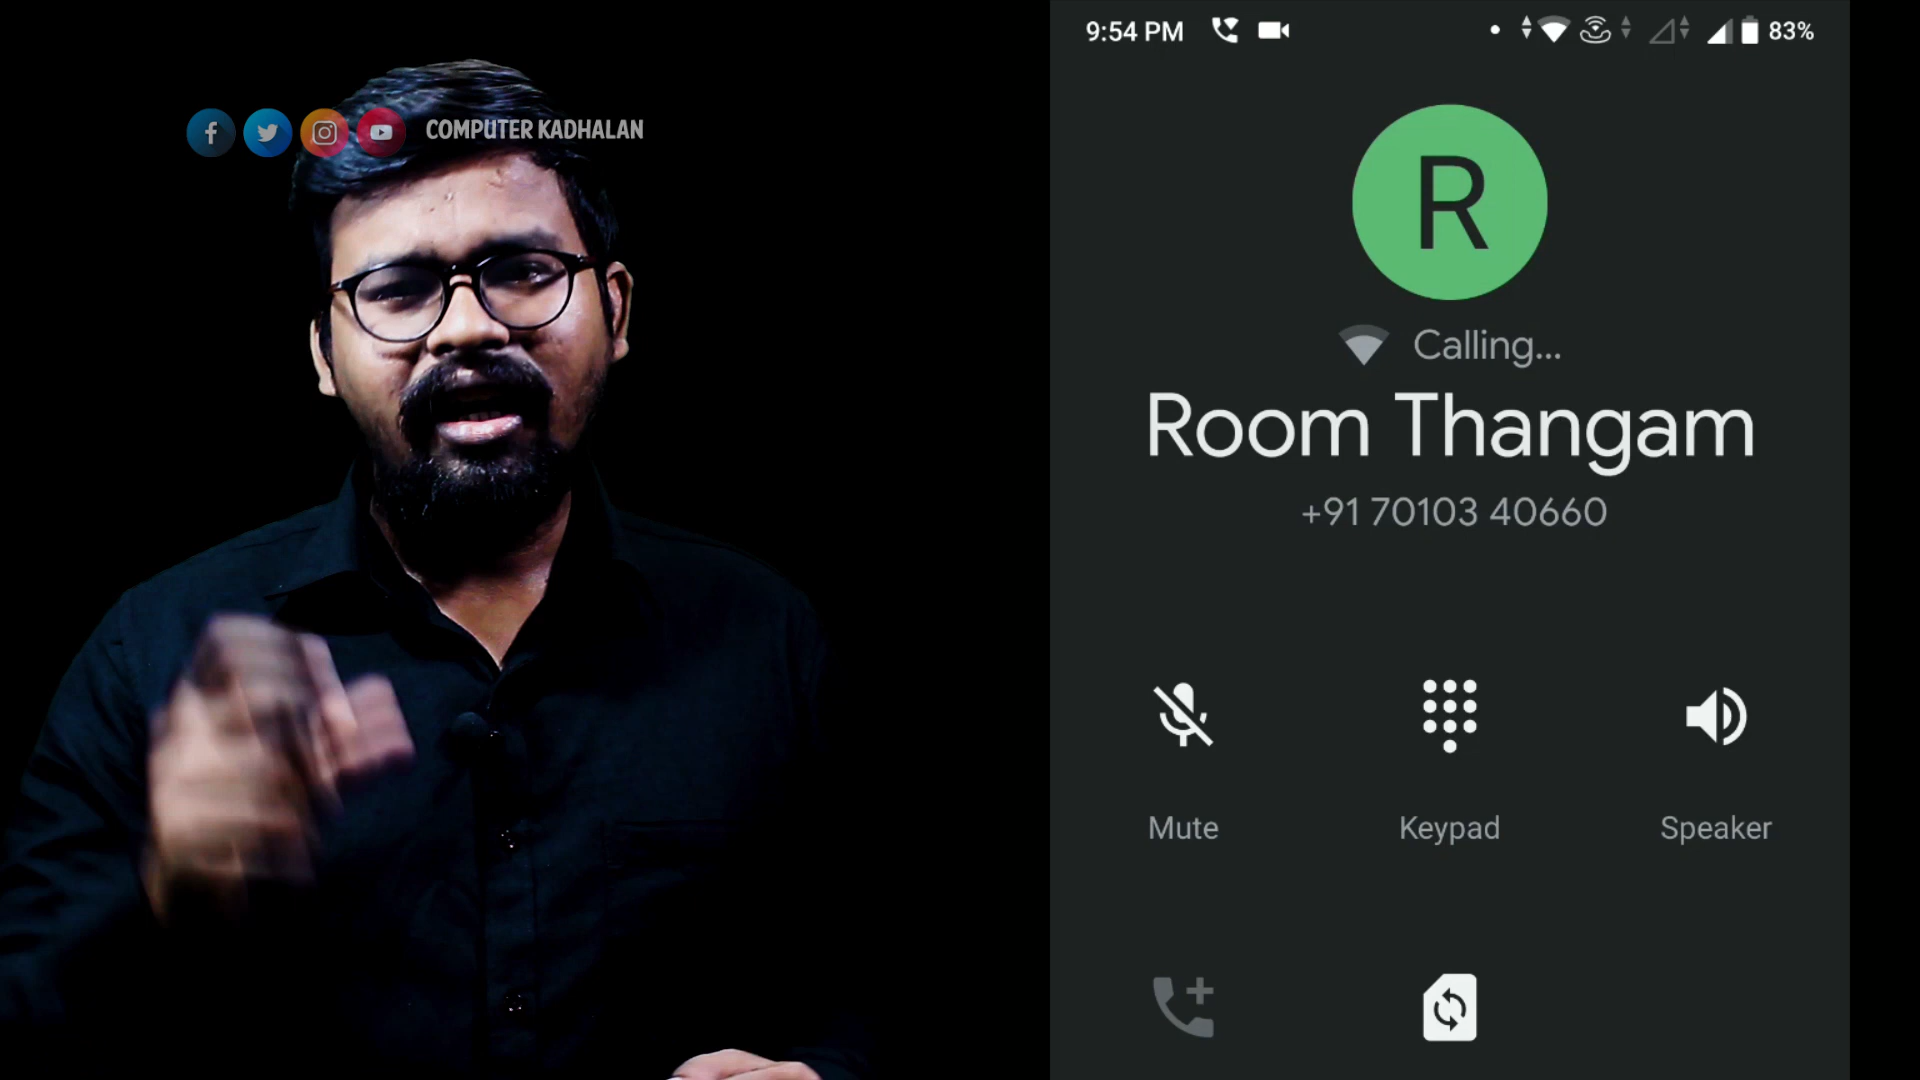 COMPUTER KADHALAN
9:54 PM
83%
R
Calling...
Room Thangam
+91 70103 40660
Mute
Keypad
Speaker